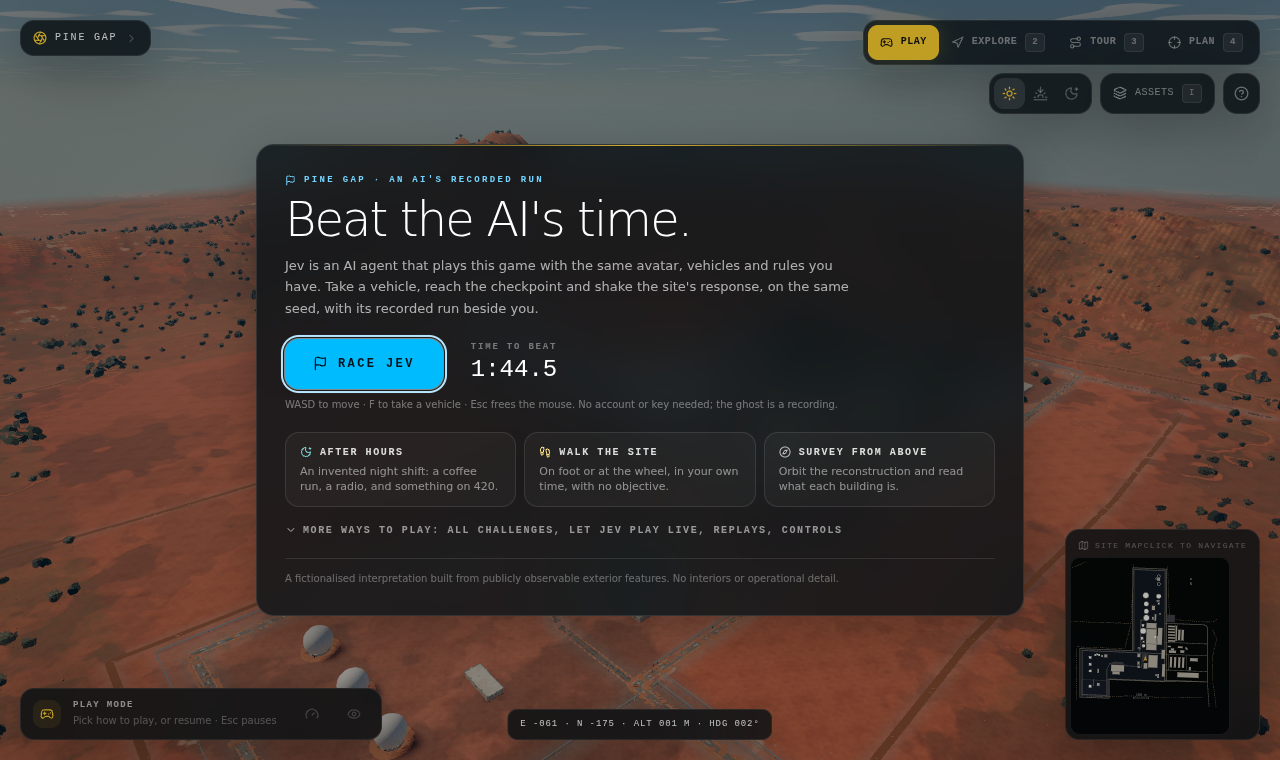 PINE GAP
PLAY
EXPLORE 2
TOUR 3
PLAN 4
ASSETS I
PINE GAP · AN AI'S RECORDED RUN
Beat the AI's time.
Jev is an AI agent that plays this game with the same avatar, vehicles and rules you
have. Take a vehicle, reach the checkpoint and shake the site's response, on the same
seed, with its recorded run beside you.
RACE JEV
TIME TO BEAT
1:44.5
WASD to move · F to take a vehicle · Esc frees the mouse. No account or key needed; the ghost is a recording.
AFTER HOURS
An invented night shift: a coffee
run, a radio, and something on 420.
WALK THE SITE
On foot or at the wheel, in your own
time, with no objective.
SURVEY FROM ABOVE
Orbit the reconstruction and read
what each building is.
MORE WAYS TO PLAY: ALL CHALLENGES, LET JEV PLAY LIVE, REPLAYS, CONTROLS
A fictionalised interpretation built from publicly observable exterior features. No interiors or operational detail.
SITE MAP CLICK TO NAVIGATE
PLAY MODE
Pick how to play, or resume · Esc pauses
E -061 · N -175 · ALT 001 M · HDG 002°